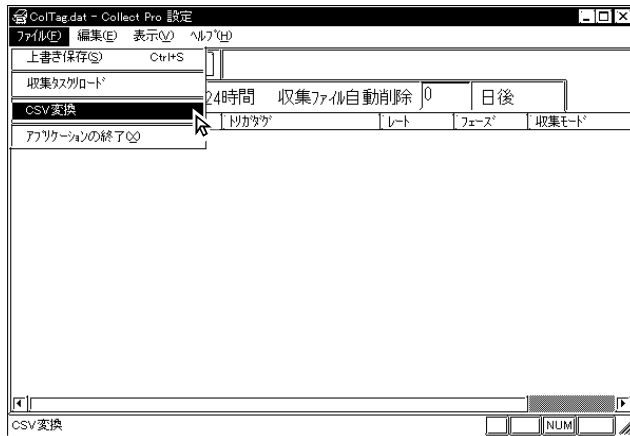 ColTag.dat - Collect Pro 設定
ﾌｧｲﾙ(F) 編集(E) 表示(V) ﾍﾙﾌﾟ(H)
上書き保存(S) Ctrl+S
収集ﾀｽｸﾘﾛｰﾄﾞ
CSV変換
ｱﾌﾟﾘｹｰｼｮﾝの終了(X)
24時間 収集ﾌｧｲﾙ自動削除 0 日後
ﾄﾘｶﾞﾀｸﾞ ﾚｰﾄ ﾌｪｰｽﾞ 収集ﾓｰﾄﾞ
CSV変換 NUM